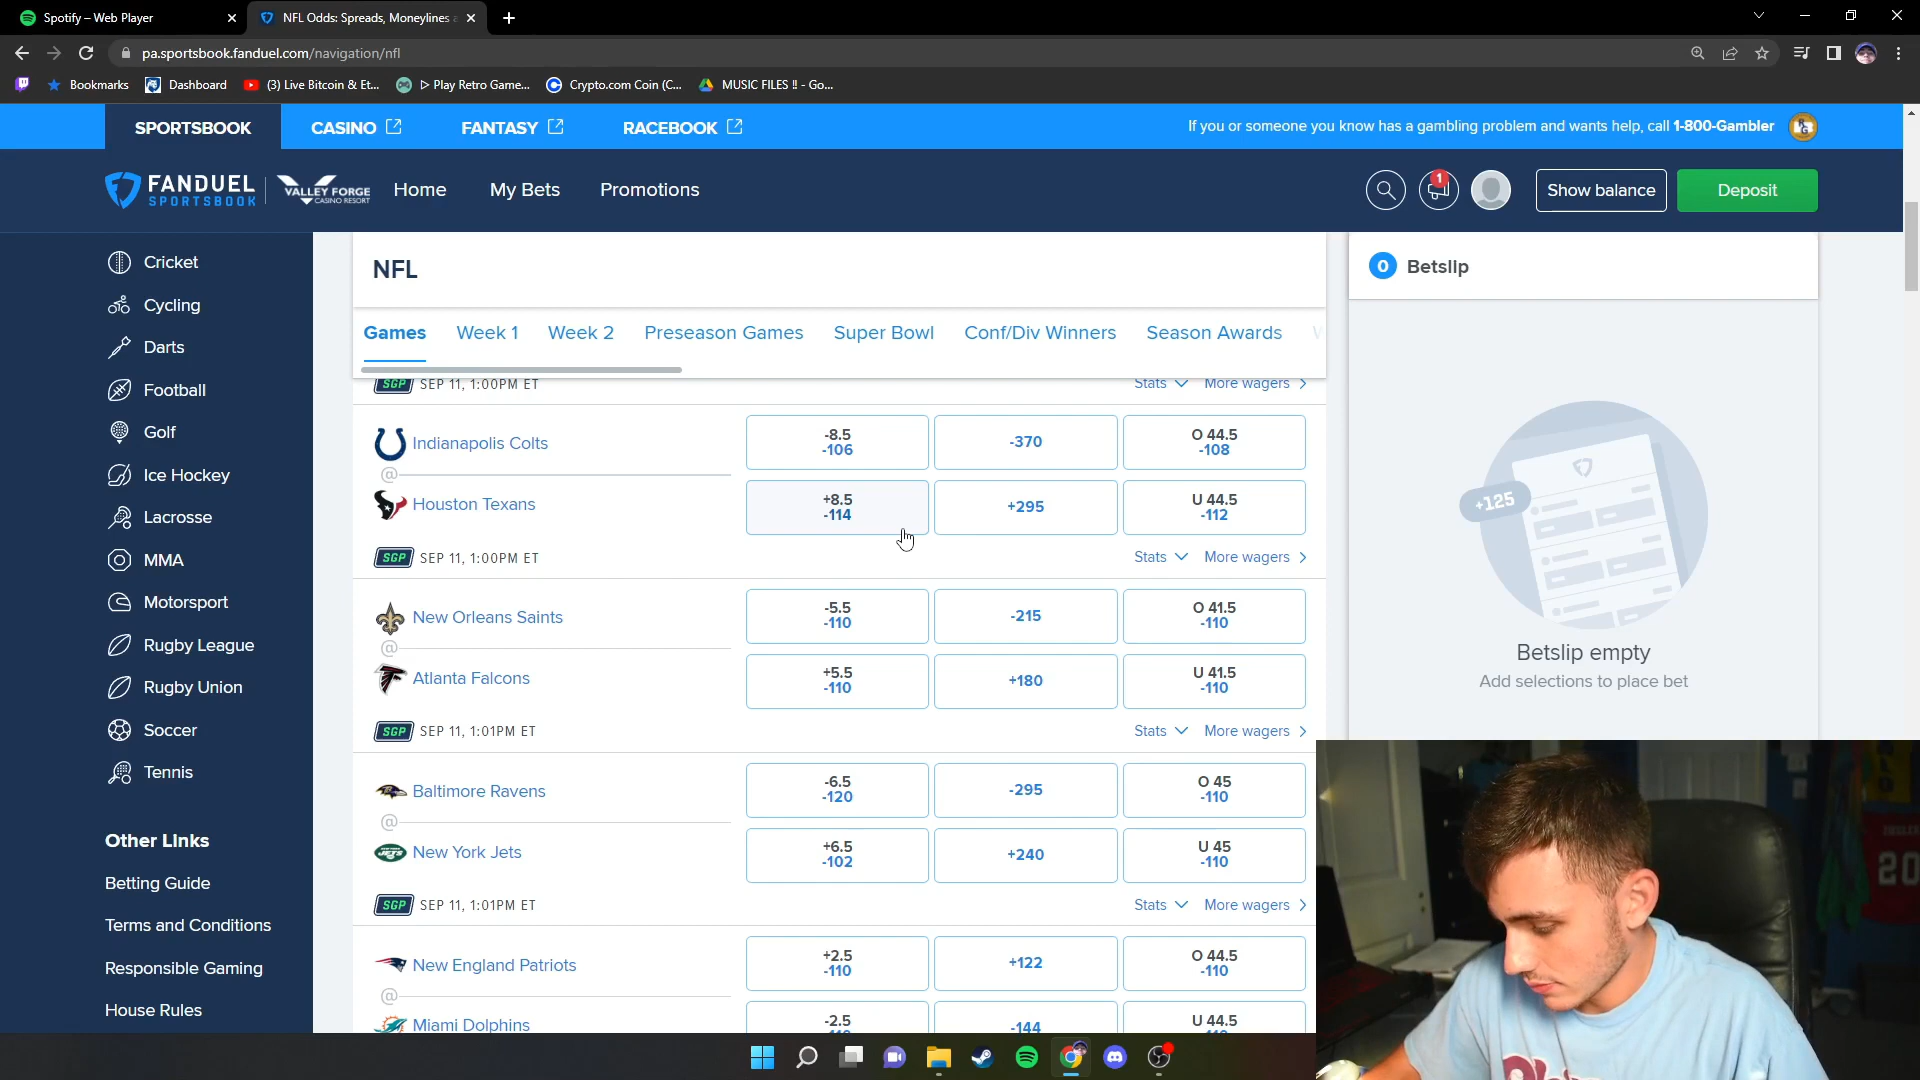 Spotify – Web Player
NFL Odds: Spreads, Moneylines a
pa.sportsbook.fanduel.com/navigation/nfl
Bookmarks
Dashboard
(3) Live Bitcoin & Et...
▷ Play Retro Game...
Crypto.com Coin (C...
MUSIC FILES !! - Go...
SPORTSBOOK
CASINO
FANTASY
RACEBOOK
If you or someone you know has a gambling problem and wants help, call 1-800-Gambler
RG
FANDUEL
SPORTSBOOK
VALLEY FORGE
CASINO RESORT
Home
My Bets
Promotions
1
Show balance
Deposit
Cricket
Cycling
Darts
Football
Golf
Ice Hockey
Lacrosse
MMA
Motorsport
Rugby League
Rugby Union
Soccer
Tennis
Other Links
Betting Guide
Terms and Conditions
Responsible Gaming
House Rules
NFL
Games
Week 1
Week 2
Preseason Games
Super Bowl
Conf/Div Winners
Season Awards
SGP SEP 11, 1:00PM ET
Stats
More wagers
Indianapolis Colts
-8.5
-106
-370
O 44.5
-108
@
Houston Texans
+8.5
-114
+295
U 44.5
-112
SGP SEP 11, 1:00PM ET
Stats
More wagers
New Orleans Saints
-5.5
-110
-215
O 41.5
-110
@
Atlanta Falcons
+5.5
-110
+180
U 41.5
-110
SGP SEP 11, 1:01PM ET
Stats
More wagers
Baltimore Ravens
-6.5
-120
-295
O 45
-110
@
New York Jets
+6.5
-102
+240
U 45
-110
SGP SEP 11, 1:01PM ET
Stats
More wagers
New England Patriots
+2.5
-110
+122
O 44.5
-110
@
Miami Dolphins
-2.5
-144
U 44.5
0 Betslip
+125
Betslip empty
Add selections to place bet
20